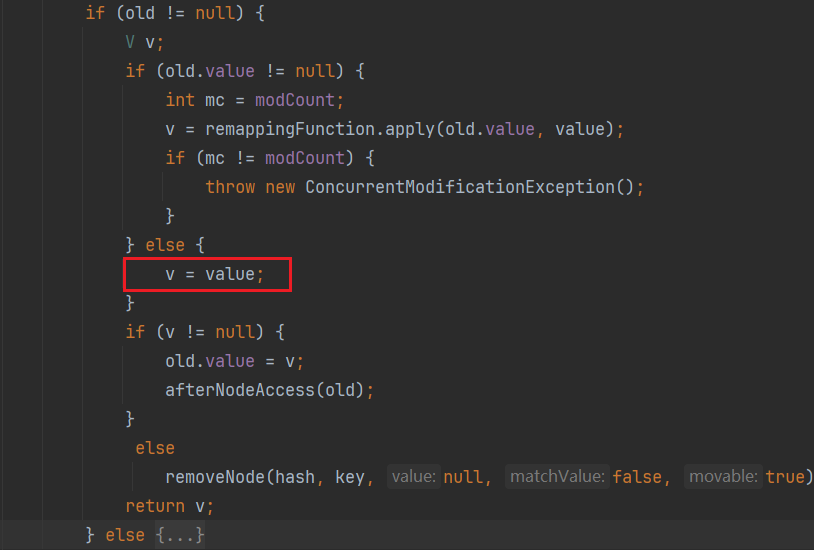 if (old != null) {
V v;
if (old.value != null) {
int mc = modCount;
v = remappingFunction.apply(old.value, value);
if (mc != modCount) {
throw new ConcurrentModificationException();
}
} else {
v = value;
}
if (v != null) {
old.value = v;
afterNodeAccess(old);
}
else
removeNode(hash, key, value: null, matchValue: false, movable: true)
return v;
} else {...}